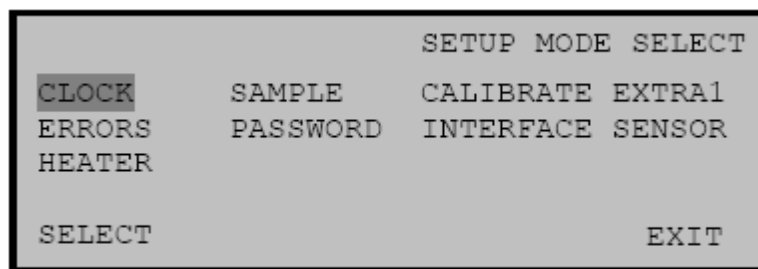 SETUP MODE SELECT
CLOCK SAMPLE CALIBRATE EXTRA1
ERRORS PASSWORD INTERFACE SENSOR
HEATER
SELECT EXIT